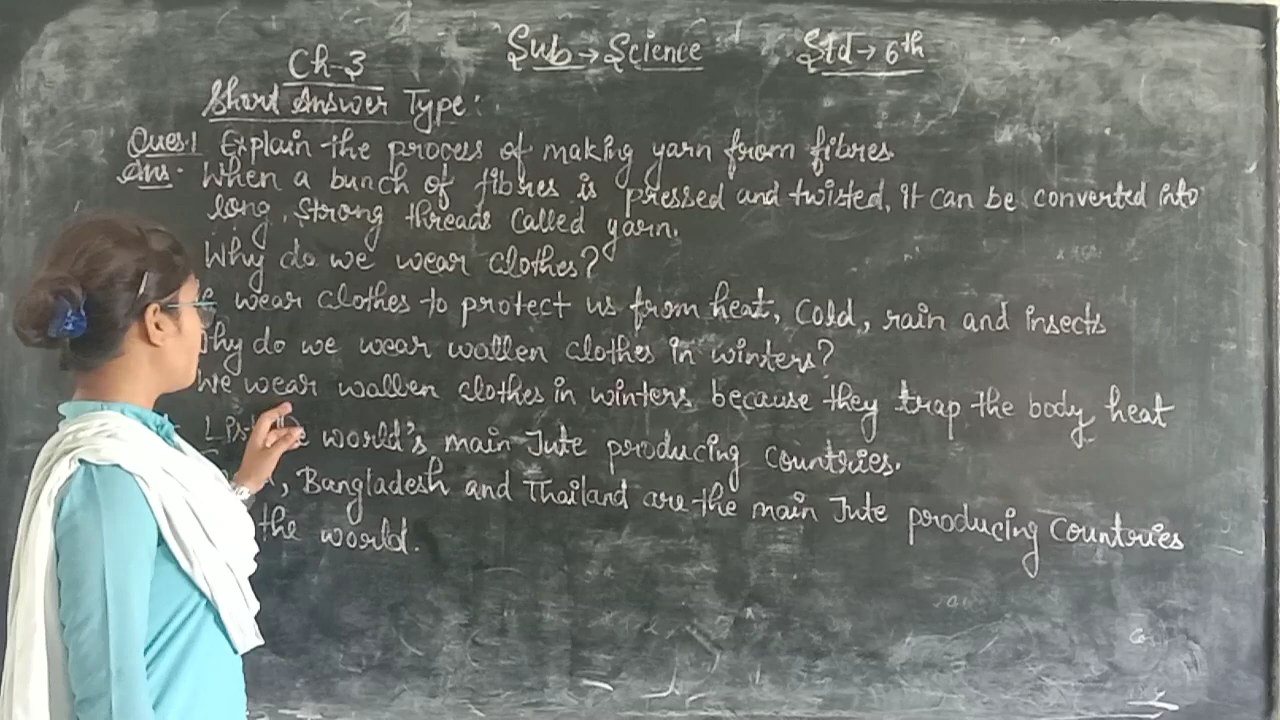 Sub → Science Std → 6th
Ch-3
Short Answer Type:
Ques.1 Explain the process of making yarn from fibres.
Ans. When a bunch of fibres is pressed and twisted, it can be converted into
long, strong threads called yarn.
Why do we wear clothes?
wear clothes to protect us from heat, cold, rain and insects
hy do we wear wollen clothes in winters?
We wear wollen clothes in winters because they trap the body heat
List e world's main Jute producing countries.
, Bangladesh and Thailand are the main Jute producing countries
the world.